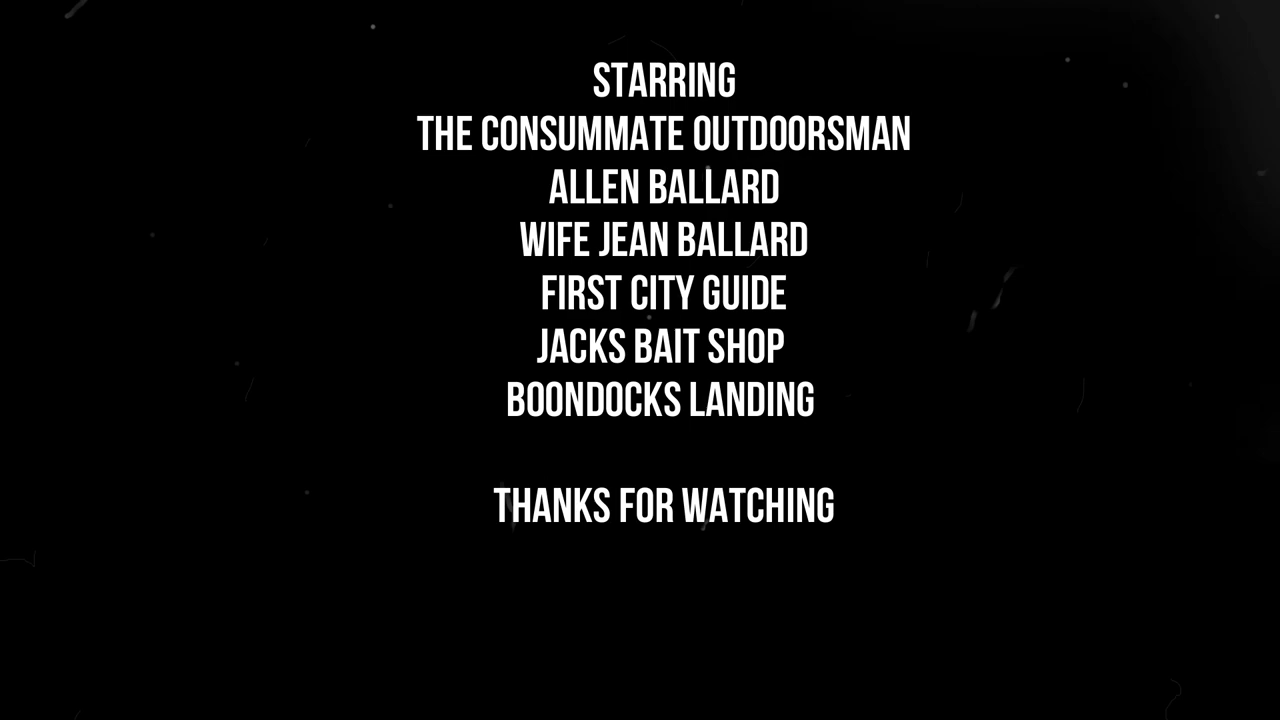 STARRING
THE CONSUMMATE OUTDOORSMAN
ALLEN BALLARD
WIFE JEAN BALLARD
FIRST CITY GUIDE
JACKS BAIT SHOP
BOONDOCKS LANDING
THANKS FOR WATCHING